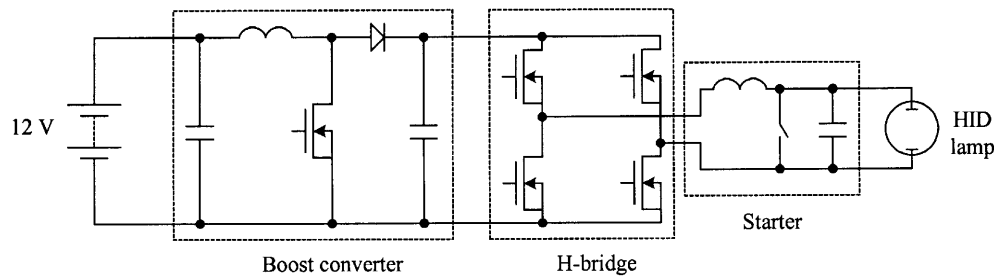 12 V
HID
lamp
Starter
Boost converter
H-bridge